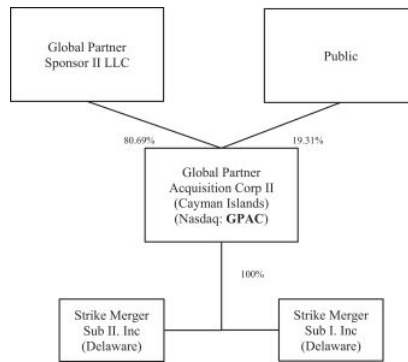 Global Partner
Sponsor II LLC
Public
80.69%
19.31%
Global Partner
Acquisition Corp II
(Cayman Islands)
(Nasdaq: GPAC)
100%
Strike Merger
Sub II. Inc
(Delaware)
Strike Merger
Sub I. Inc
(Delaware)